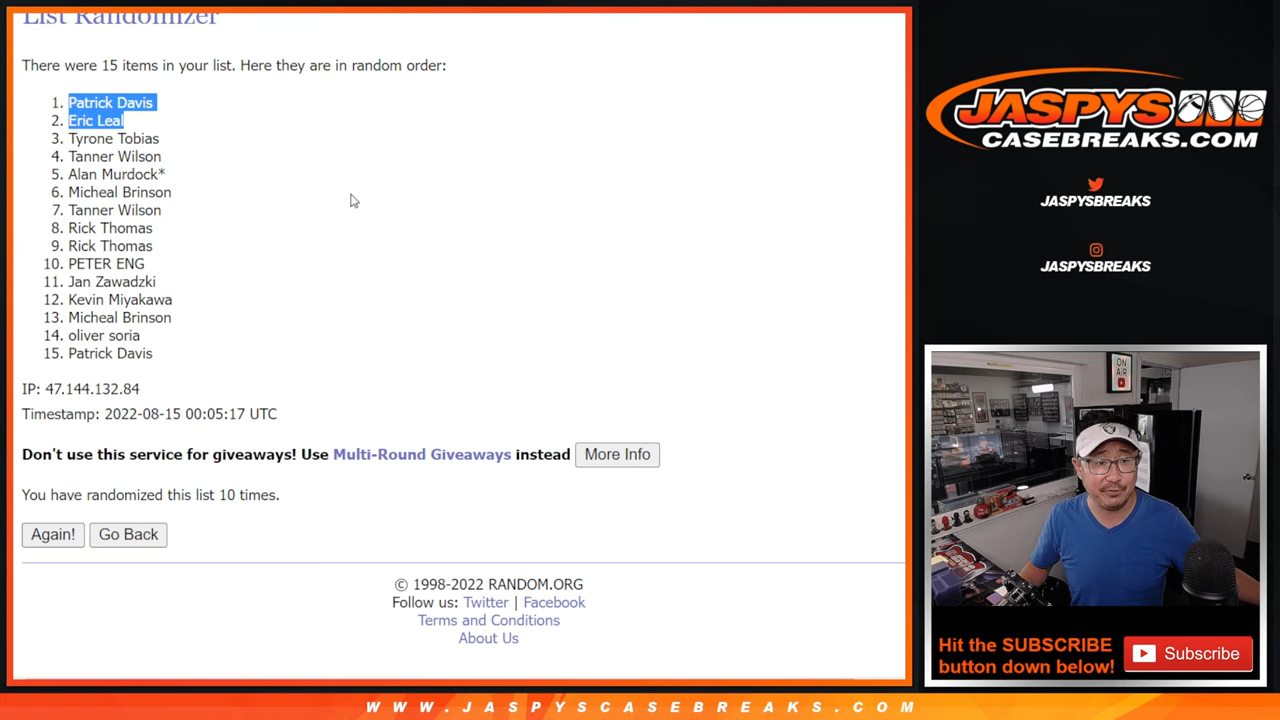 List Randomizer
There were 15 items in your list. Here they are in random order:
1. Patrick Davis
2. Eric Leal
3. Tyrone Tobias
4. Tanner Wilson
5. Alan Murdock*
6. Micheal Brinson
7. Tanner Wilson
8. Rick Thomas
9. Rick Thomas
10. PETER ENG
11. Jan Zawadzki
12. Kevin Miyakawa
13. Micheal Brinson
14. oliver soria
15. Patrick Davis
IP: 47.144.132.84
Timestamp: 2022-08-15 00:05:17 UTC
Don't use this service for giveaways! Use Multi-Round Giveaways instead More Info
You have randomized this list 10 times.
Again! Go Back
© 1998-2022 RANDOM.ORG
Follow us: Twitter | Facebook
Terms and Conditions
About Us
JASPYS
CASEBREAKS.COM
JASPYSBREAKS
JASPYSBREAKS
ON
AIR
Hit the SUBSCRIBE
button down below!
Subscribe
WWW.JASPYSCASEBREAKS.COM